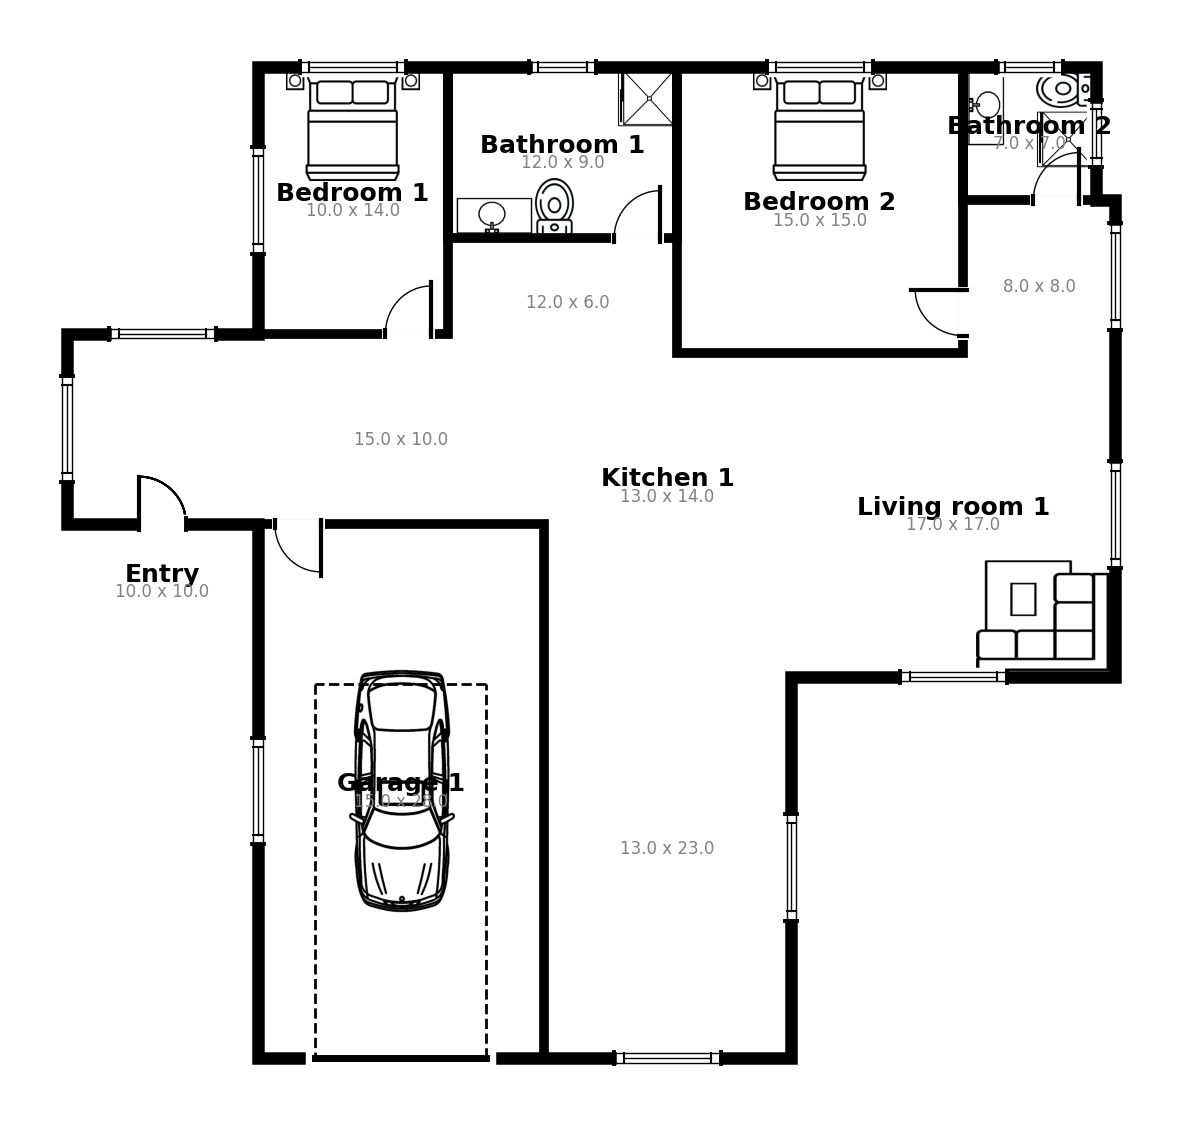 Bathroom 2
7.0 x 7.0
Bathroom 1
12.0 x 9.0
Bedroom 1
10.0 x 14.0
Bedroom 2
15.0 x 15.0
8.0 x 8.0
12.0 x 6.0
15.0 x 10.0
Kitchen 1
13.0 x 14.0
Living room 1
17.0 x 17.0
Entry
10.0 x 10.0
Garage 1
15.0 x 28.0
13.0 x 23.0